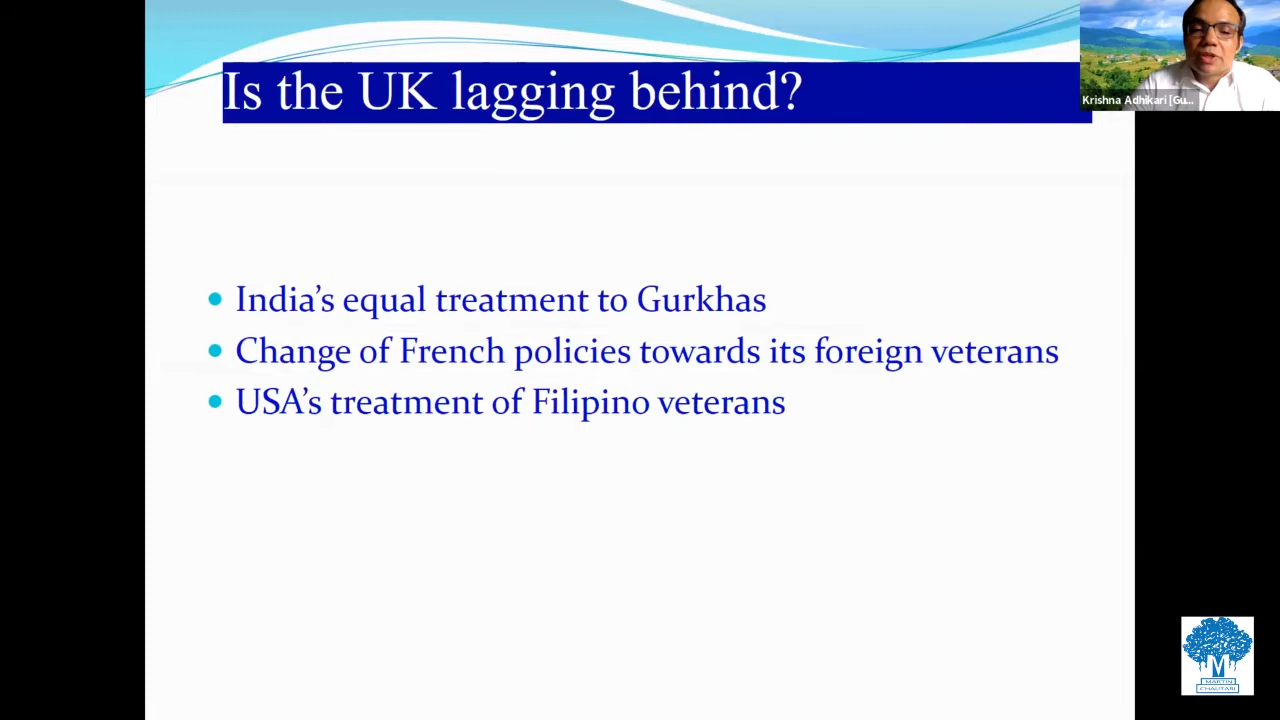 Is the UK lagging behind?
Krishna Adhikari [Gu...
India's equal treatment to Gurkhas
Change of French policies towards its foreign veterans
USA's treatment of Filipino veterans
M
MARTIN
CHAUTARI